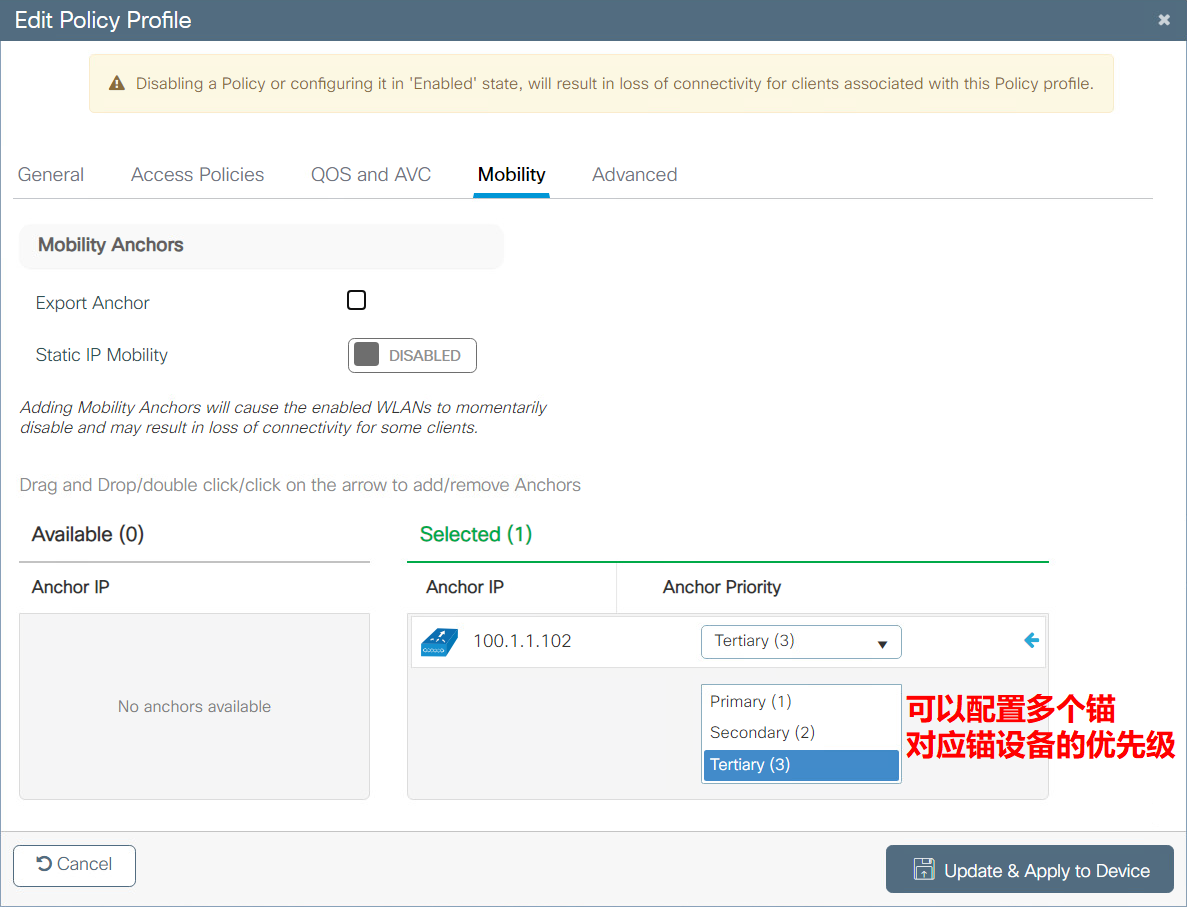 Edit Policy Profile
Disabling a Policy or configuring it in 'Enabled' state, will result in loss of connectivity for clients associated with this Policy profile.
General
Access Policies
QOS and AVC
Mobility
Advanced
Mobility Anchors
Export Anchor
Static IP Mobility
DISABLED
Adding Mobility Anchors will cause the enabled WLANs to momentarily
disable and may result in loss of connectivity for some clients.
Drag and Drop/double click/click on the arrow to add/remove Anchors
Available (0)
Selected (1)
Anchor IP
Anchor IP
Anchor Priority
100.1.1.102
Tertiary (3)
No anchors available
Primary (1)
Secondary (2)
Tertiary (3)
可以配置多个锚
对应锚设备的优先级
Cancel
Update & Apply to Device